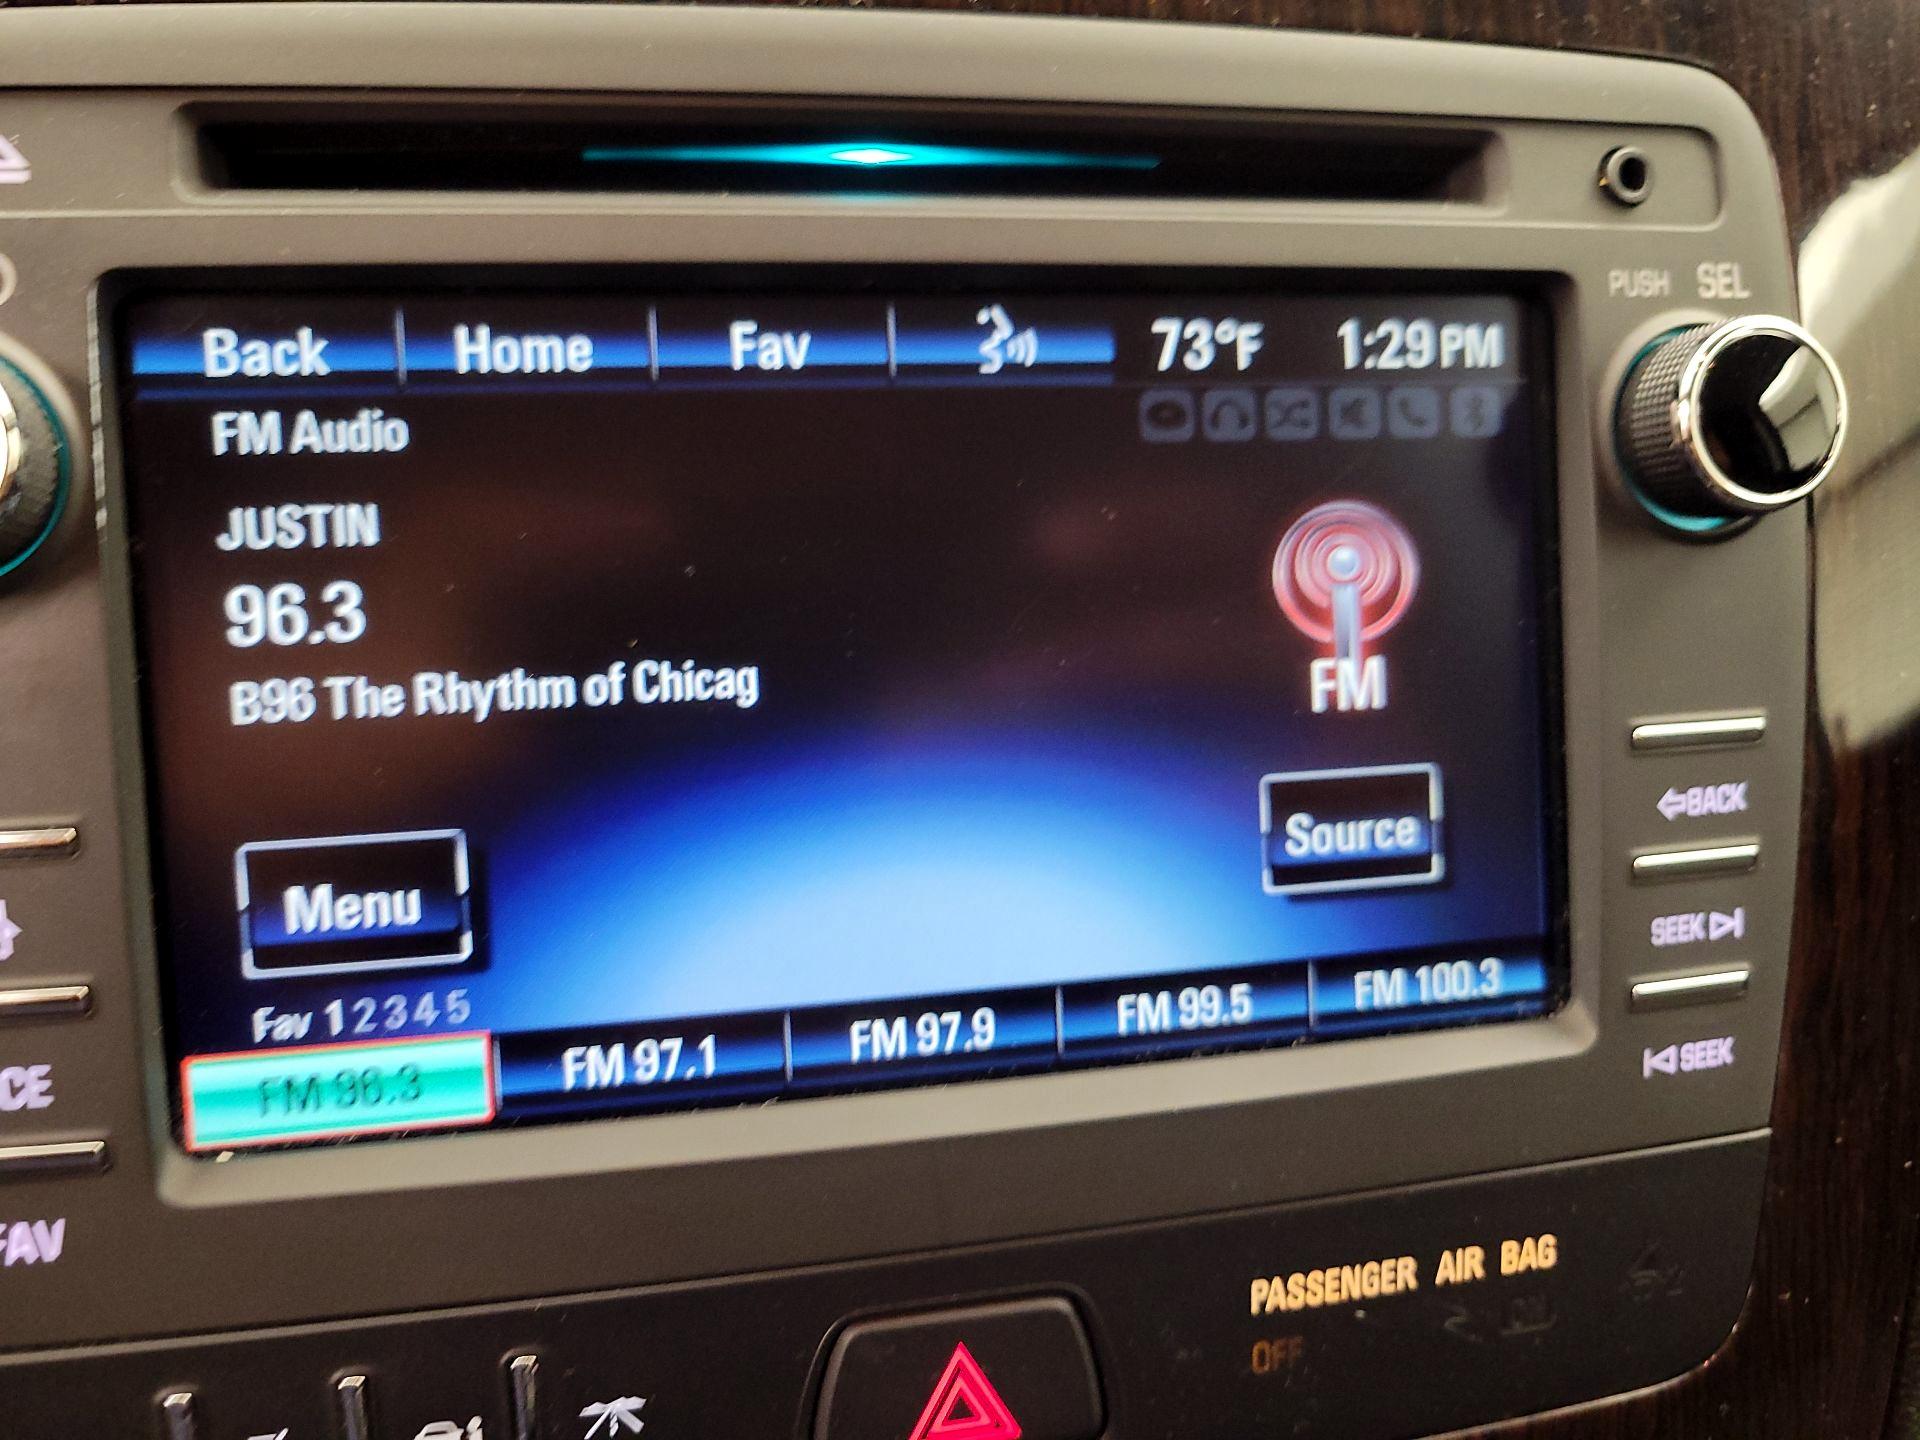 PUSH SEL
Back Home Fav 73°F 1:29PM
FM Audio
JUSTIN
96.3
B96 The Rhythm of Chicag
FM
Source
Menu
Fav 1 2 3 4 5
FM 96.3 FM 97.1 FM 97.9 FM 99.5 FM 100.3
BACK
SEEK
SEEK
CE
FAV
PASSENGER AIR BAG
OFF